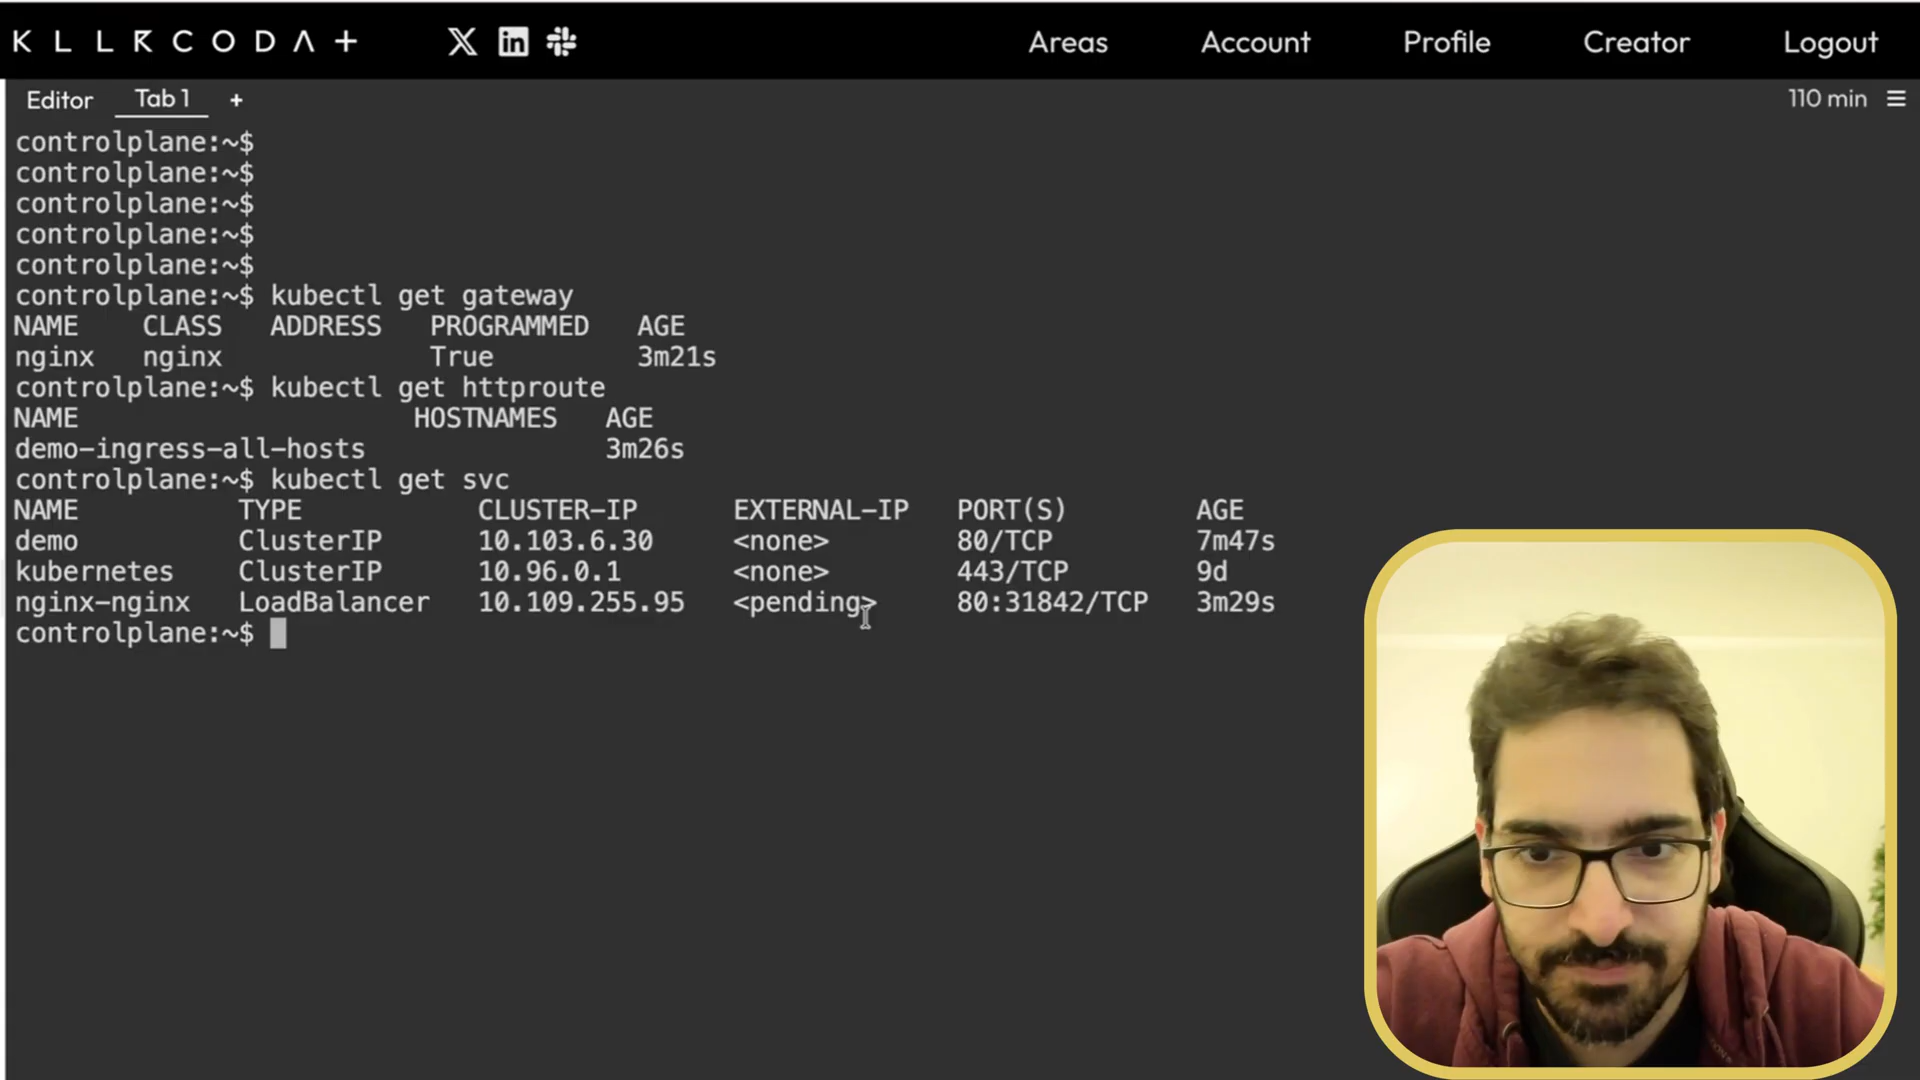 KLLRCODA+
Areas Account Profile Creator Logout
Editor Tab 1 + 110 min
controlplane:~$
controlplane:~$
controlplane:~$
controlplane:~$
controlplane:~$
controlplane:~$ kubectl get gateway
NAME CLASS ADDRESS PROGRAMMED AGE
nginx nginx True 3m21s
controlplane:~$ kubectl get httproute
NAME HOSTNAMES AGE
demo-ingress-all-hosts 3m26s
controlplane:~$ kubectl get svc
NAME TYPE CLUSTER-IP EXTERNAL-IP PORT(S) AGE
demo ClusterIP 10.103.6.30 <none> 80/TCP 7m47s
kubernetes ClusterIP 10.96.0.1 <none> 443/TCP 9d
nginx-nginx LoadBalancer 10.109.255.95 <pending> 80:31842/TCP 3m29s
controlplane:~$